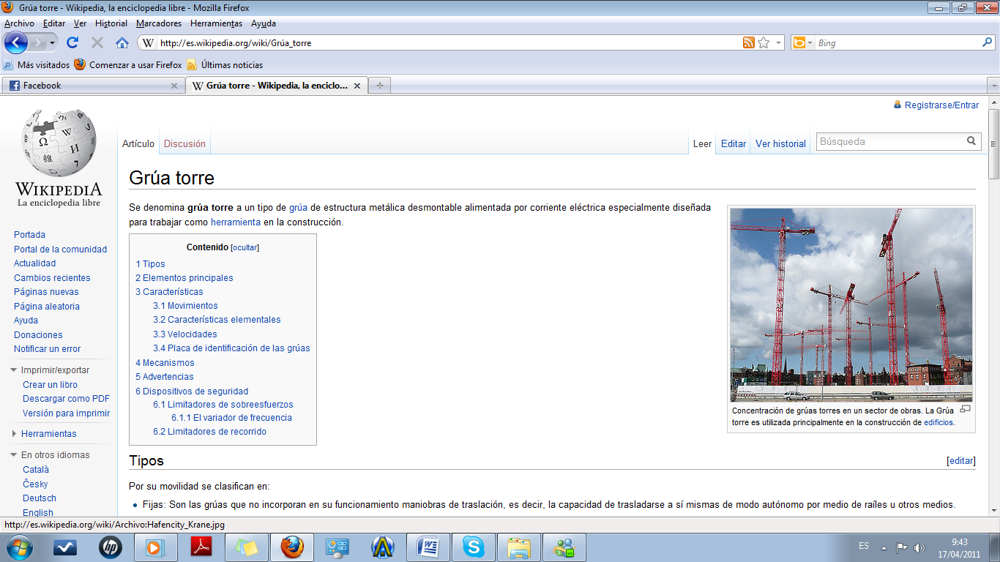 Grúa torre - Wikipedia, la enciclopedia libre - Mozilla Firefox
Archivo Editar Ver Historial Marcadores Herramientas Ayuda
http://es.wikipedia.org/wiki/Grúa_torre
Bing
Más visitados Comenzar a usar Firefox Últimas noticias
Facebook
Grúa torre - Wikipedia, la enciclo...
Registrarse/Entrar
Artículo Discusión Leer Editar Ver historial Búsqueda
WIKIPEDIA
La enciclopedia libre
Portada
Portal de la comunidad
Actualidad
Cambios recientes
Páginas nuevas
Página aleatoria
Ayuda
Donaciones
Notificar un error
Imprimir/exportar
Crear un libro
Descargar como PDF
Versión para imprimir
Herramientas
En otros idiomas
Català
Česky
Deutsch
English
Grúa torre
Se denomina grúa torre a un tipo de grúa de estructura metálica desmontable alimentada por corriente eléctrica especialmente diseñada
para trabajar como herramienta en la construcción.
Contenido [ocultar]
1 Tipos
2 Elementos principales
3 Características
3.1 Movimientos
3.2 Características elementales
3.3 Velocidades
3.4 Placa de identificación de las grúas
4 Mecanismos
5 Advertencias
6 Dispositivos de seguridad
6.1 Limitadores de sobreesfuerzos
6.1.1 El variador de frecuencia
6.2 Limitadores de recorrido
Concentración de grúas torres en un sector de obras. La Grúa
torre es utilizada principalmente en la construcción de edificios.
Tipos [editar]
Por su movilidad se clasifican en:
Fijas: Son las grúas que no incorporan en su funcionamiento maniobras de traslación, es decir, la capacidad de trasladarse a sí mismas de modo autónomo por medio de raíles u otros medios.
http://es.wikipedia.org/wiki/Archivo:Hafencity_Krane.jpg
ES
9:43
17/04/2011